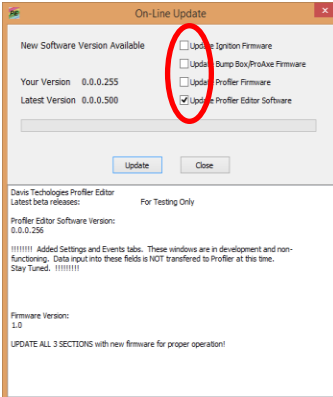 On-Line Update
New Software Version Available
Update Ignition Firmware
Update Bump Box/ProAxe Firmware
Your Version 0.0.0.255
Update Profiler Firmware
Latest Version 0.0.0.500
Update Profiler Editor Software
Update
Close
Davis Techologies Profiler Editor
Latest beta releases: For Testing Only
Profiler Editor Software Version:
0.0.0.256
!!!!!!!! Added Settings and Events tabs. These windows are in development and non-
functioning. Data input into these fields is NOT transfered to Profiler at this time.
Stay Tuned. !!!!!!!!!
Firmware Version:
1.0
UPDATE ALL 3 SECTIONS with new firmware for proper operation!